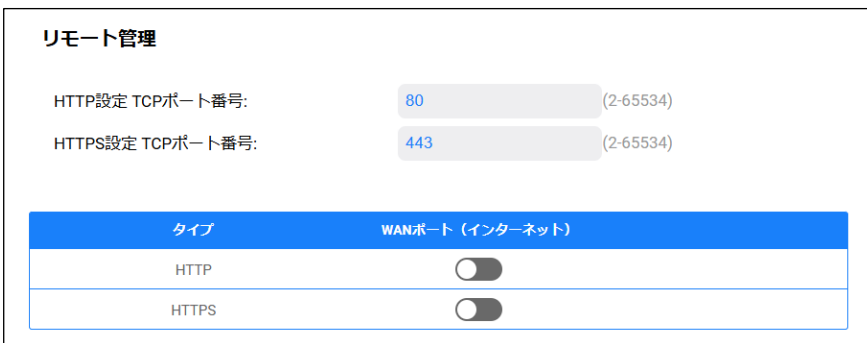 リモート管理
HTTP設定 TCPポート番号: 80 (2-65534)
HTTPS設定 TCPポート番号: 443 (2-65534)
タイプ WANポート（インターネット）
HTTP
HTTPS